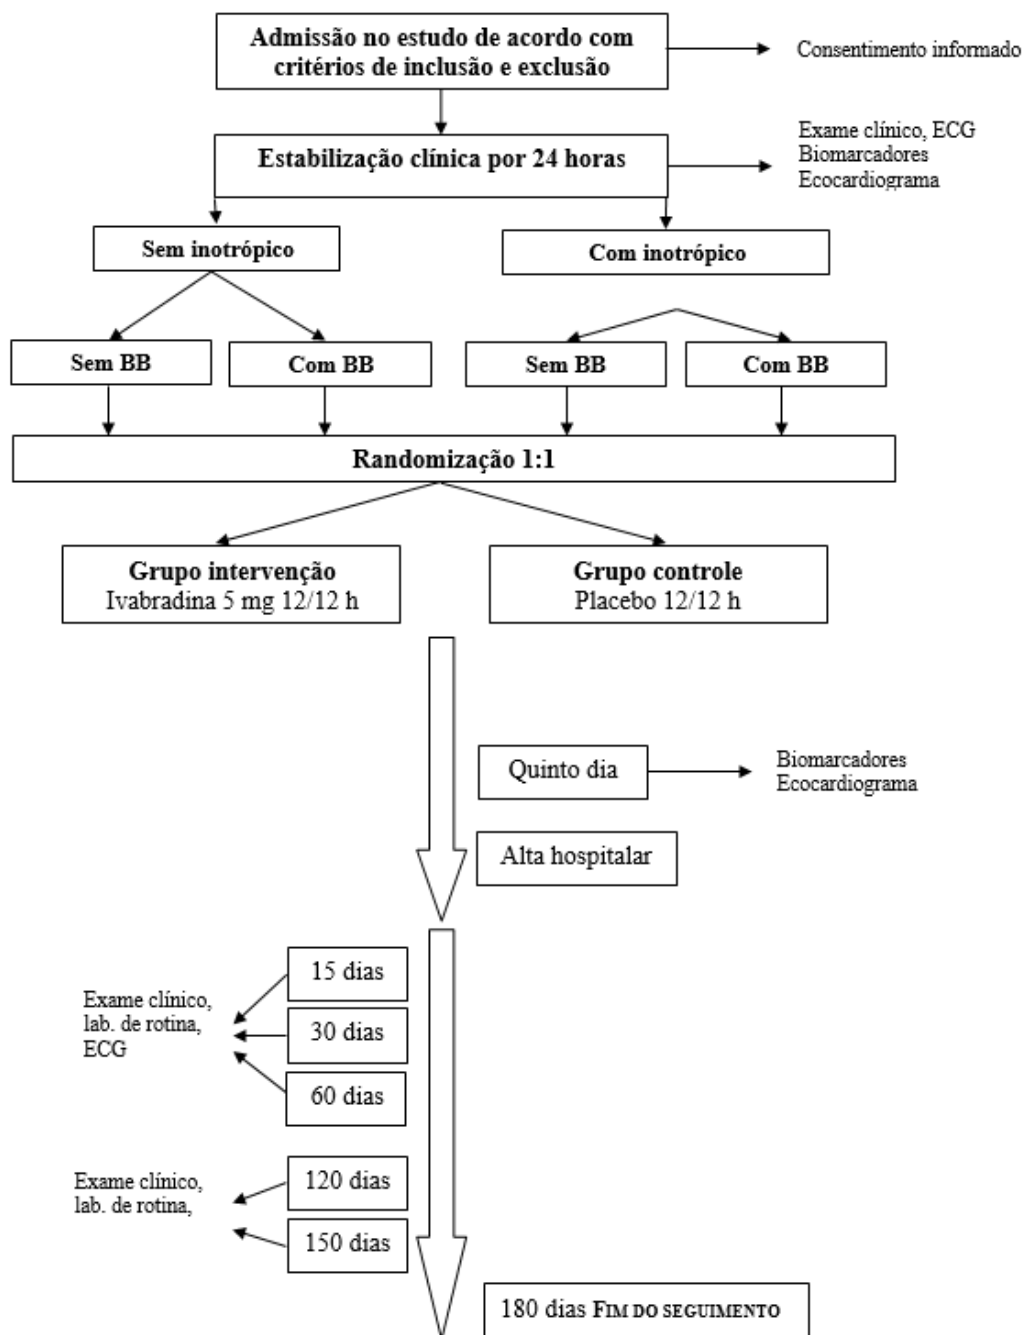 Admissão no estudo de acordo com
critérios de inclusão e exclusão
Consentimento informado
Estabilização clínica por 24 horas
Exame clínico, ECG
Biomarcadores
Ecocardiograma
Sem inotrópico
Com inotrópico
Sem BB
Com BB
Sem BB
Com BB
Randomização 1:1
Grupo intervenção
Ivabradina 5 mg 12/12 h
Grupo controle
Placebo 12/12 h
Quinto dia
Biomarcadores
Ecocardiograma
Alta hospitalar
15 dias
30 dias
60 dias
Exame clínico,
lab. de rotina,
ECG
120 dias
150 dias
Exame clínico,
lab. de rotina,
180 dias FIM DO SEGUIMENTO